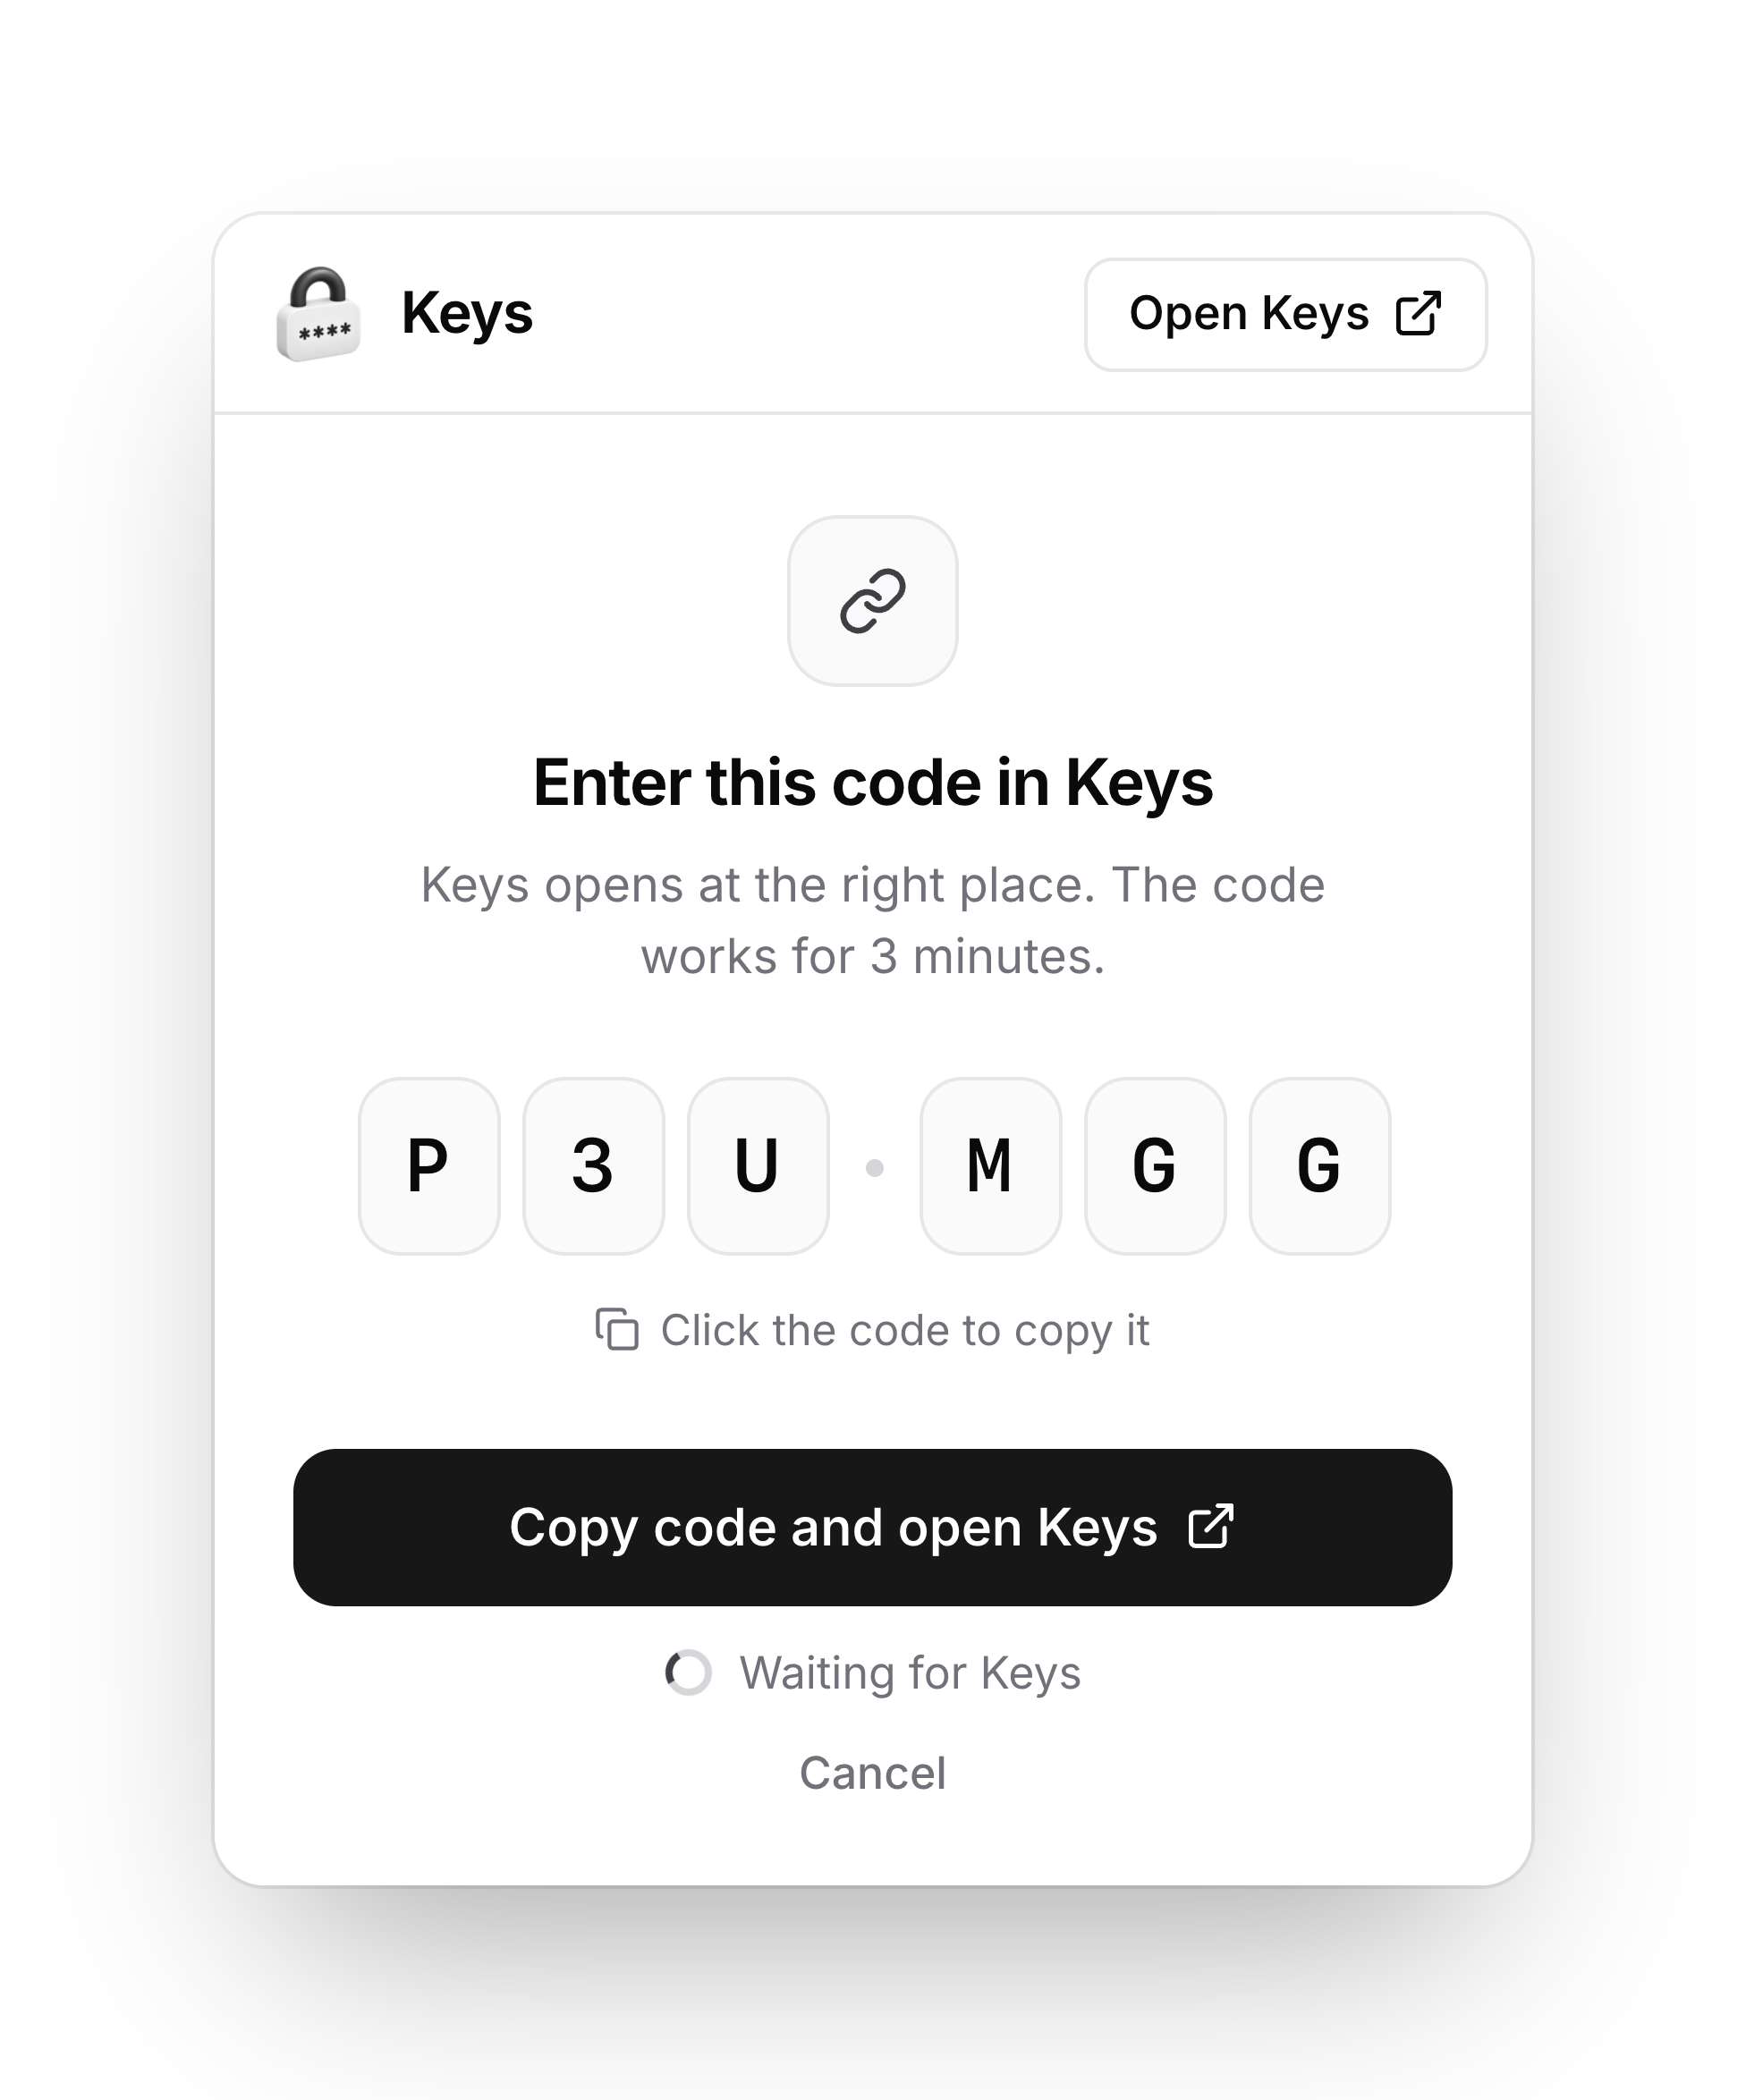 ****
Keys
Open Keys
Enter this code in Keys
Keys opens at the right place. The code
works for 3 minutes.
P 3 U • M G G
Click the code to copy it
Copy code and open Keys
Waiting for Keys
Cancel